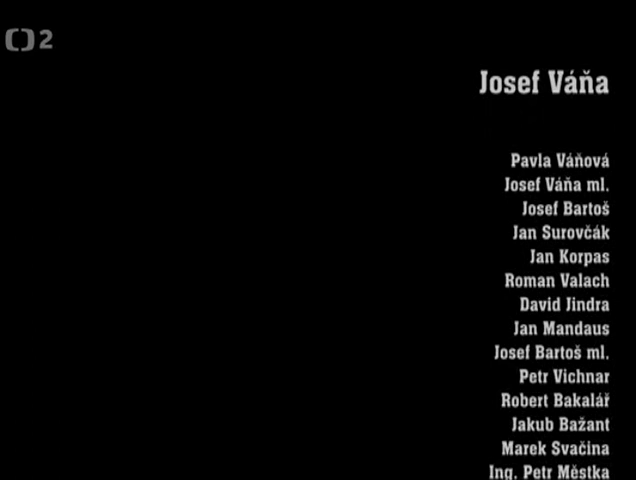 2
Josef Váňa
Pavla Váňová
Josef Váňa ml.
Josef Bartoš
Jan Surovčák
Jan Korpas
Roman Valach
David Jindra
Jan Mandaus
Josef Bartoš ml.
Petr Vichnar
Robert Bakalář
Jakub Bažant
Marek Svačina
Ing. Petr Městka